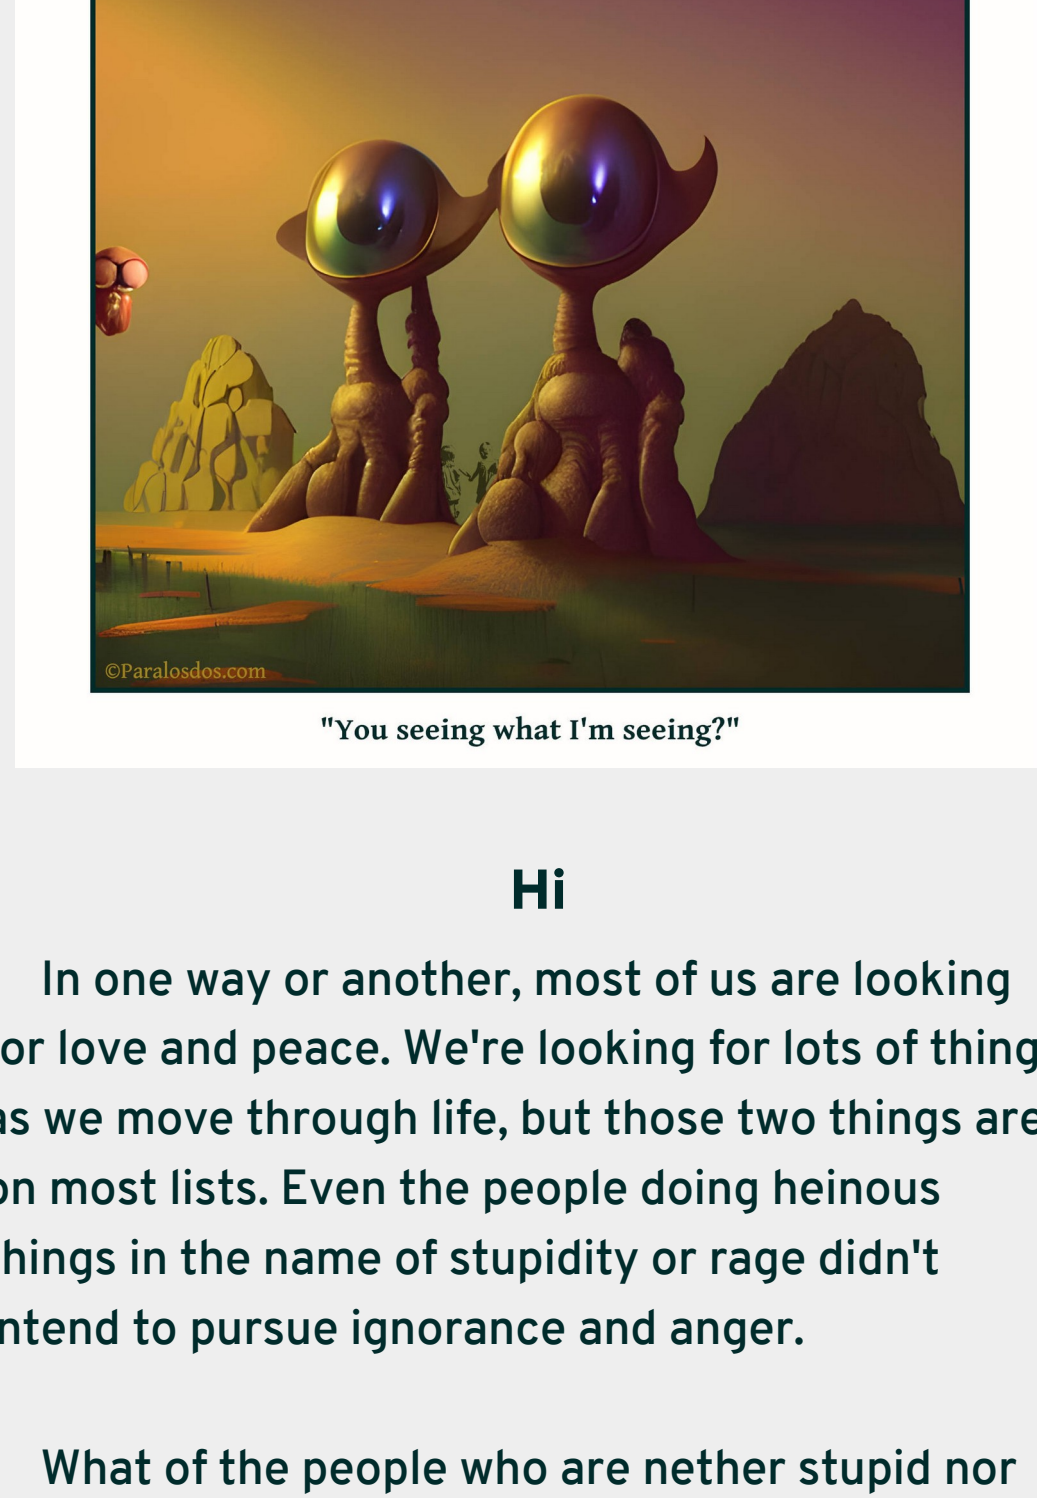 ©Paralosdos.com
"You seeing what I'm seeing?"
Hi
In one way or another, most of us are looking
or love and peace. We're looking for lots of thing
as we move through life, but those two things are
on most lists. Even the people doing heinous
hings in the name of stupidity or rage didn't
ntend to pursue ignorance and anger.
What of the people who are nether stupid nor